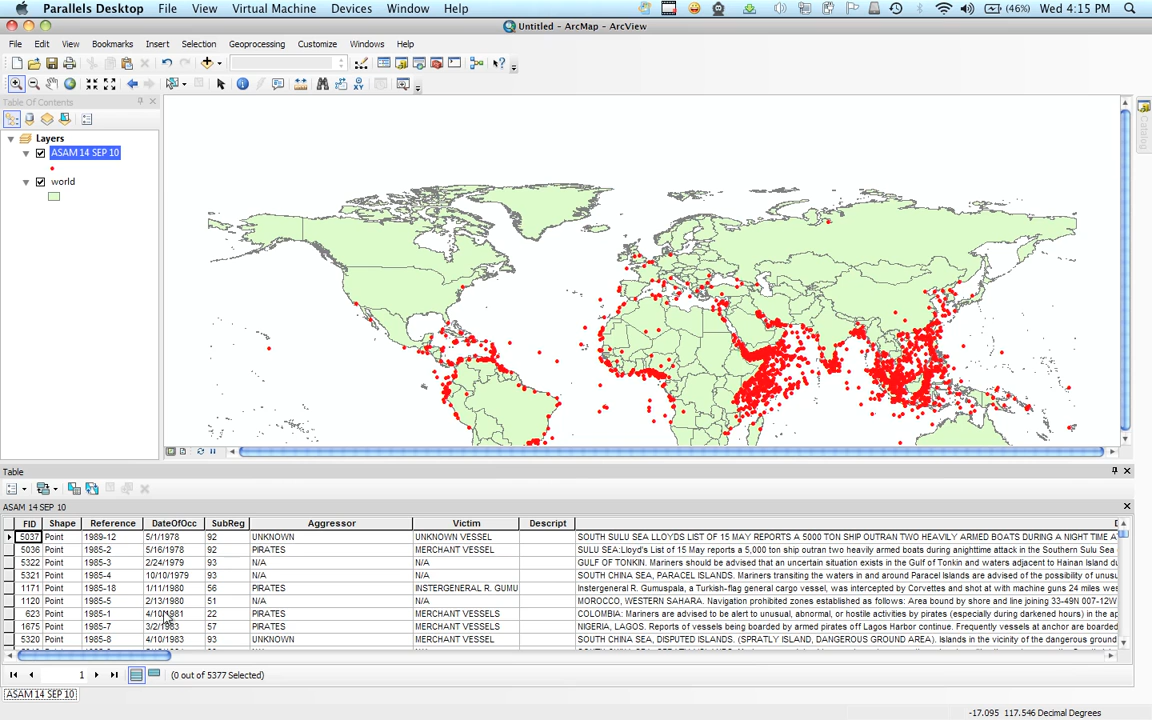 Parallels Desktop File View Virtual Machine Devices Window Help (46%) Wed 4:15 PM
Untitled - ArcMap - ArcView
File Edit View Bookmarks Insert Selection Geoprocessing Customize Windows Help
Table Of Contents
Layers
ASAM 14 SEP 10
world
Catalog
Table
ASAM 14 SEP 10
FID Shape Reference DateOfOcc SubReg Aggressor Victim Descript D
5037 Point 1989-12 5/1/1978 92 UNKNOWN UNKNOWN VESSEL SOUTH SULU SEA LLOYDS LIST OF 15 MAY REPORTS A 5000 TON SHIP OUTRAN TWO HEAVILY ARMED BOATS DURING A NIGHT TIME A
5036 Point 1985-2 5/16/1978 92 PIRATES MERCHANT VESSEL SULU SEA:Lloyd's List of 15 May reports a 5,000 ton ship outran two heavily armed boats during anighttime attack in the Southern Sulu Sea
5322 Point 1985-3 2/24/1979 93 N/A N/A GULF OF TONKIN. Mariners should be advised that an uncertain situation exists in the Gulf of Tonkin and waters adjacent to Hainan Island du
5321 Point 1985-4 10/10/1979 93 N/A N/A SOUTH CHINA SEA, PARACEL ISLANDS. Mariners transiting the waters in and around Paracel Islands are advised of the possibility of unusu
1171 Point 1985-18 1/11/1980 56 PIRATES INSTERGENERAL R. GUMU Instergeneral R. Gumuspala, a Turkish-flag general cargo vessel, was intercepted by Corvettes and shot at with machine guns 24 miles wes
1120 Point 1985-5 2/13/1980 51 N/A N/A MOROCCO, WESTERN SAHARA. Navigation prohibited zones established as follows: Area bound by shore and line joining 33-49N 007-12W
623 Point 1985-1 4/10/1981 22 PIRATES MERCHANT VESSELS COLOMBIA: Mariners are advised to be alert to unusual, abnormal, or hostile activities by pirates (especially during darkened hours) in the
1675 Point 1985-7 3/2/1983 57 PIRATES MERCHANT VESSELS NIGERIA, LAGOS. Reports of vessels being boarded by armed pirates off Lagos Harbor continue. Frequently vessels at anchor are boarded
5320 Point 1985-8 4/10/1983 93 UNKNOWN MERCHANT VESSEL SOUTH CHINA SEA, DISPUTED ISLANDS. (SPRATLY ISLAND, DANGEROUS GROUND AREA). Islands in the vicinity of the dangerous ground
1 (0 out of 5377 Selected)
ASAM 14 SEP 10
-17.095 117.546 Decimal Degrees